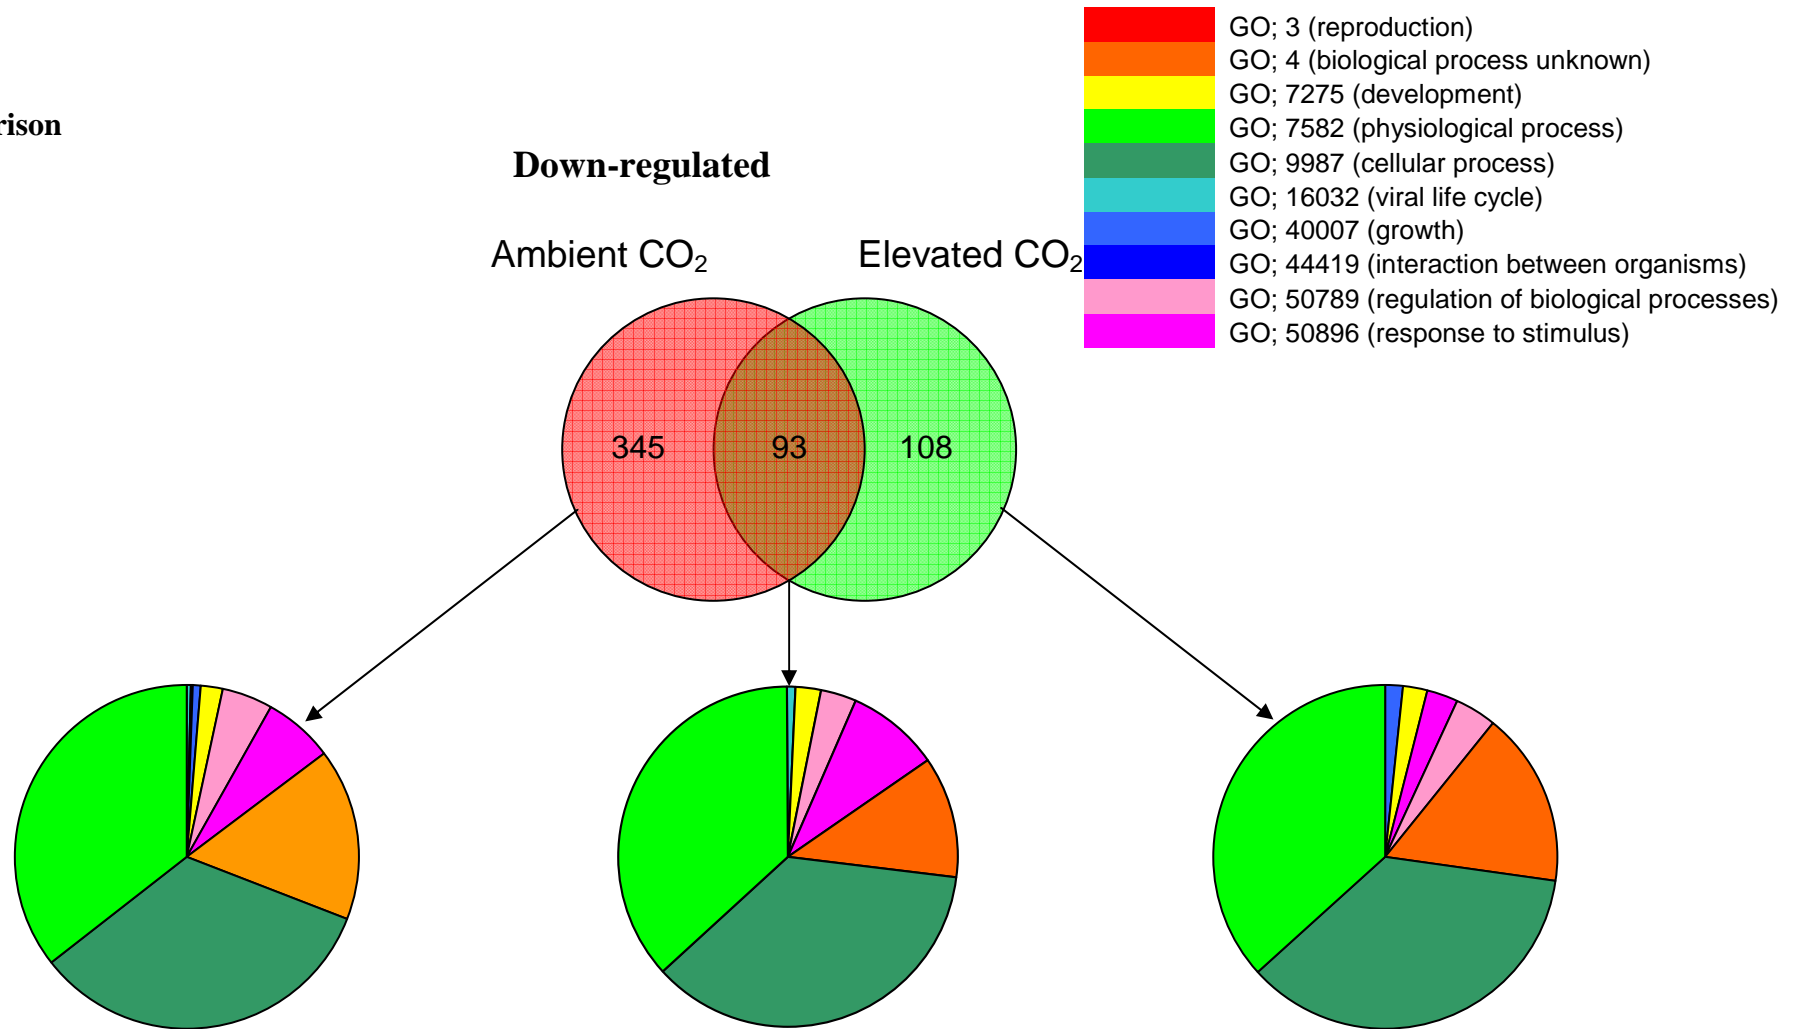 GO; 3 (reproduction)
GO; 4 (biological process unknown)
GO; 7275 (development)
GO; 7582 (physiological process)
GO; 9987 (cellular process)
GO; 16032 (viral life cycle)
GO; 40007 (growth)
GO; 44419 (interaction between organisms)
GO; 50789 (regulation of biological processes)
GO; 50896 (response to stimulus)
rison
Down-regulated
Ambient CO₂
Elevated CO₂
345
93
108